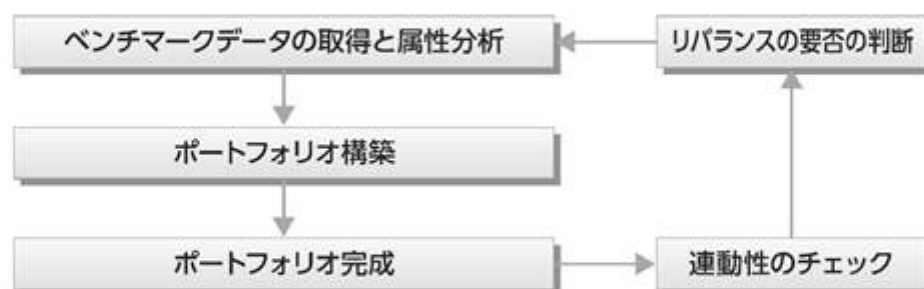 ベンチマークデータの取得と属性分析
リバランスの要否の判断
ポートフォリオ構築
ポートフォリオ完成
連動性のチェック